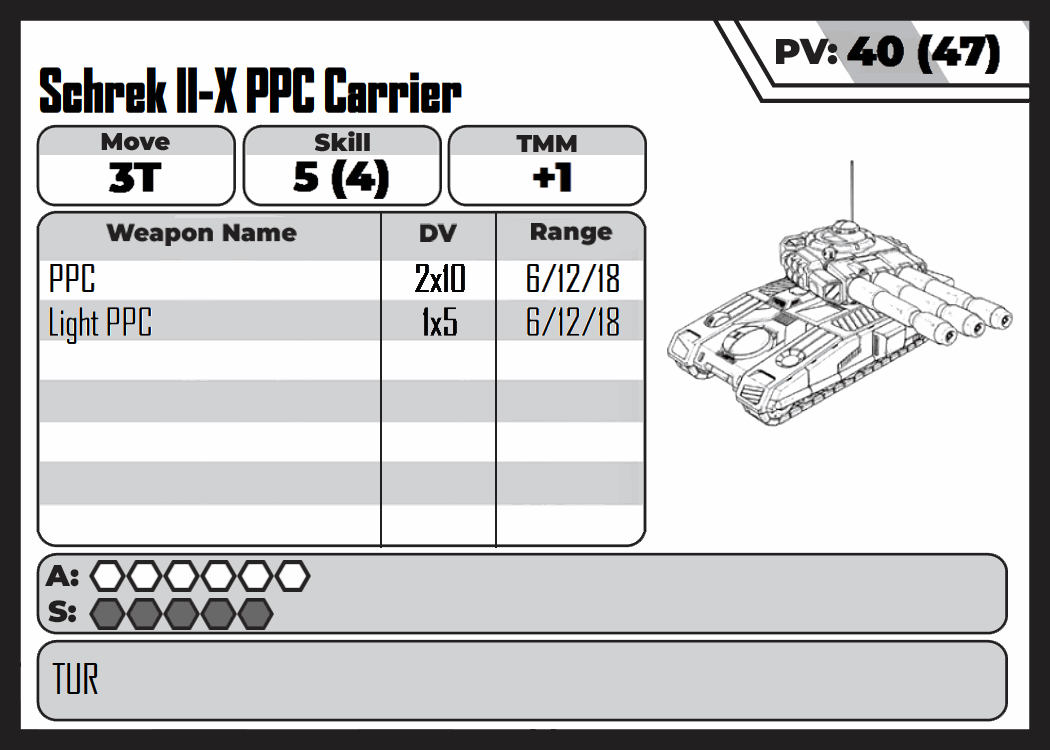 PV: 40 (47)
Schrek II-X PPC Carrier
Move Skill TMM
3T 5 (4) +1
Weapon Name DV Range
PPC 2x10 6/12/18
Light PPC 1x5 6/12/18
A:
S:
TUR